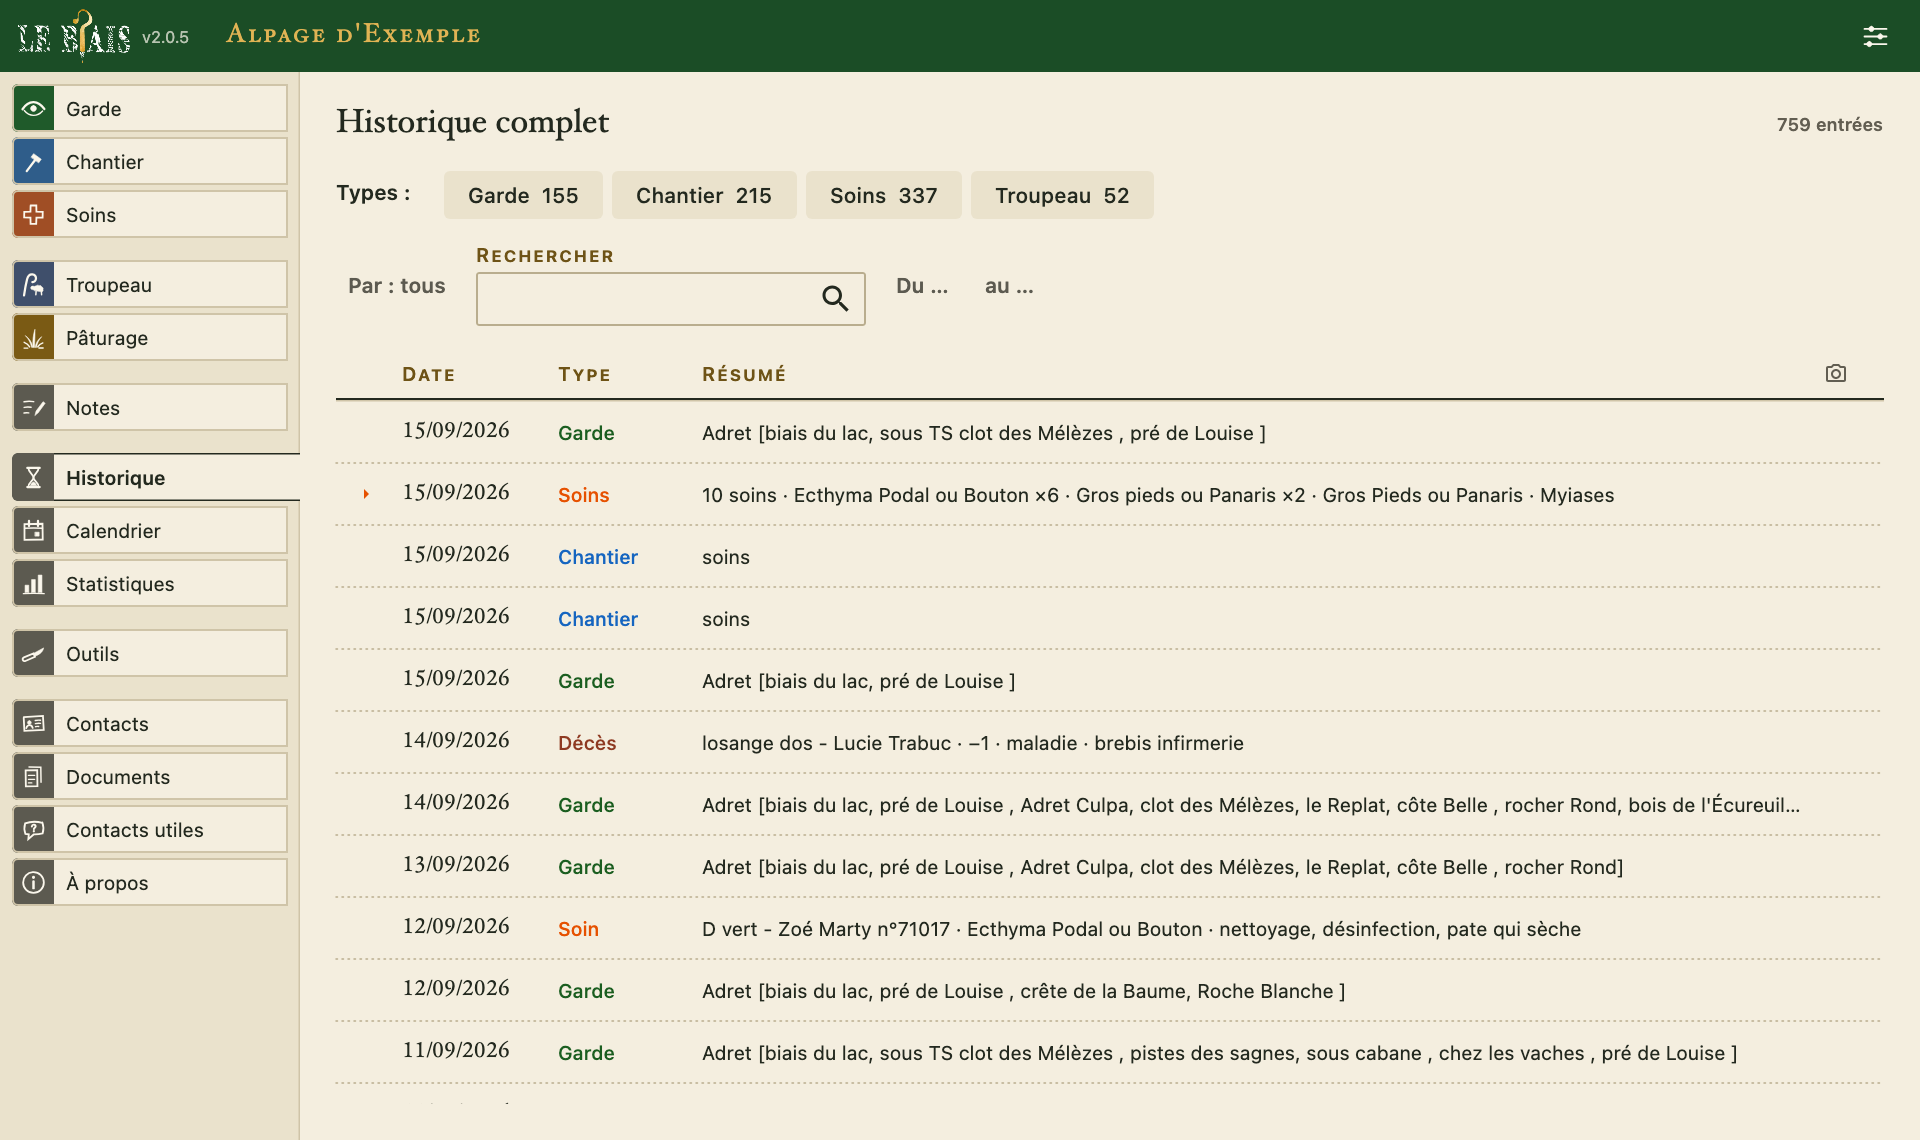 LE BIAIS v2.0.5 Alpage d'Exemple
Garde
Chantier
Soins
Troupeau
Pâturage
Notes
Historique
Calendrier
Statistiques
Outils
Contacts
Documents
Contacts utiles
À propos
Historique complet
759 entrées
Types : Garde 155 Chantier 215 Soins 337 Troupeau 52
Rechercher
Par : tous Du ... au ...
Date Type Résumé
15/09/2026 Garde Adret [biais du lac, sous TS clot des Mélèzes , pré de Louise ]
15/09/2026 Soins 10 soins · Ecthyma Podal ou Bouton ×6 · Gros pieds ou Panaris ×2 · Gros Pieds ou Panaris · Myiases
15/09/2026 Chantier soins
15/09/2026 Chantier soins
15/09/2026 Garde Adret [biais du lac, pré de Louise ]
14/09/2026 Décès losange dos - Lucie Trabuc · −1 · maladie · brebis infirmerie
14/09/2026 Garde Adret [biais du lac, pré de Louise , Adret Culpa, clot des Mélèzes, le Replat, côte Belle , rocher Rond, bois de l'Écureuil...
13/09/2026 Garde Adret [biais du lac, pré de Louise , Adret Culpa, clot des Mélèzes, le Replat, côte Belle , rocher Rond]
12/09/2026 Soin D vert - Zoé Marty n°71017 · Ecthyma Podal ou Bouton · nettoyage, désinfection, pate qui sèche
12/09/2026 Garde Adret [biais du lac, pré de Louise , crête de la Baume, Roche Blanche ]
11/09/2026 Garde Adret [biais du lac, sous TS clot des Mélèzes , pistes des sagnes, sous cabane , chez les vaches , pré de Louise ]